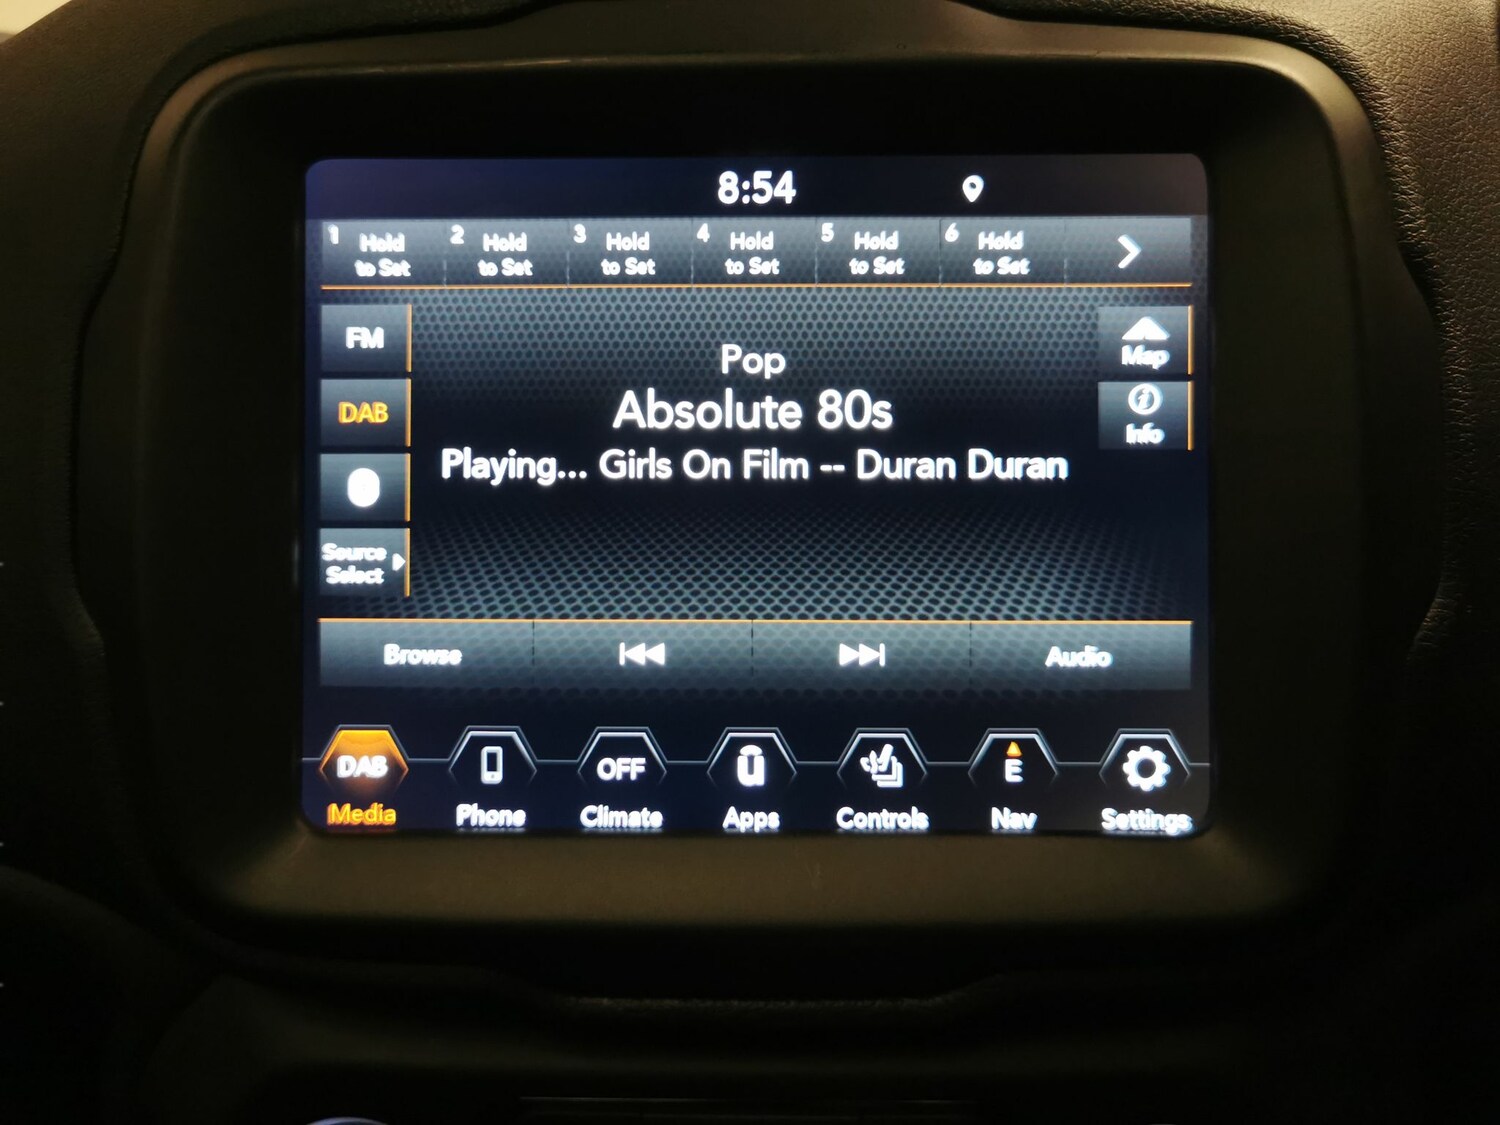 8:54
1 Hold to Set
2 Hold to Set
3 Hold to Set
4 Hold to Set
5 Hold to Set
6 Hold to Set
FM
DAB
Source
Select
Pop
Absolute 80s
Playing... Girls On Film -- Duran Duran
Map
Info
Browse
Audio
DAB
OFF
E
Media
Phone
Climate
Apps
Controls
Nav
Settings